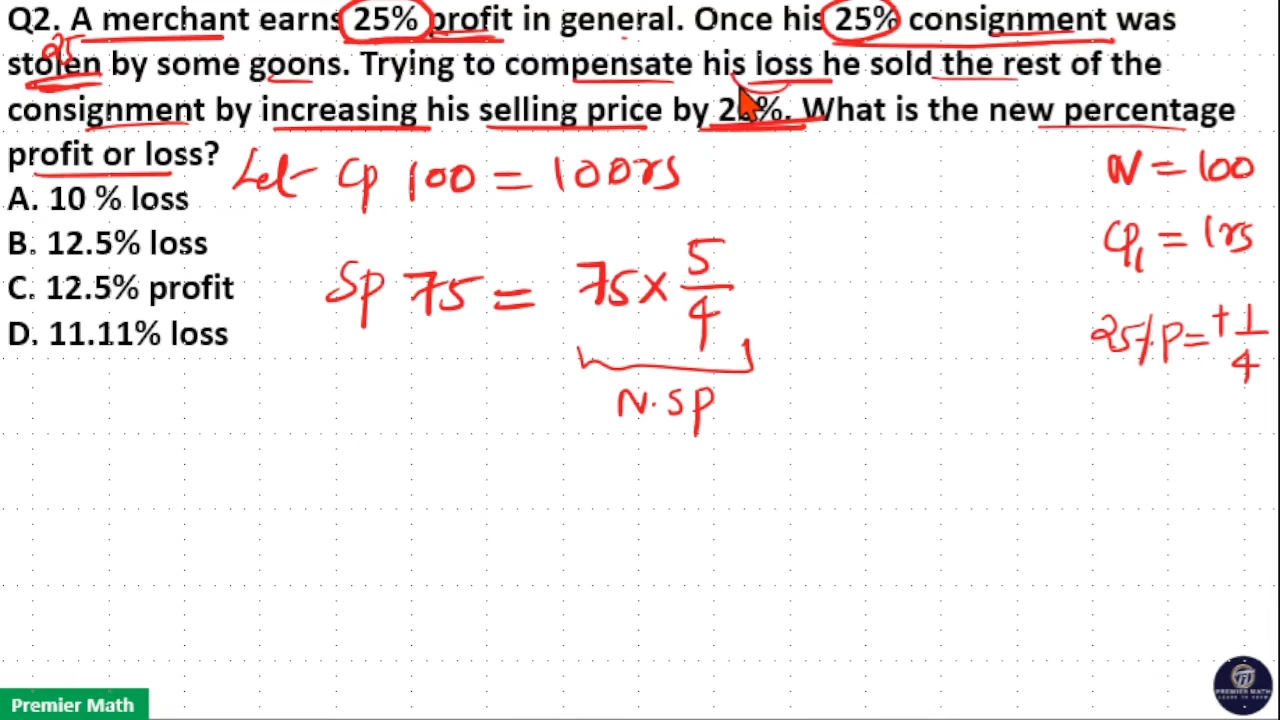 Q2. A merchant earns 25% profit in general. Once his 25% consignment was
25
stolen by some goons. Trying to compensate his loss he sold the rest of the
consignment by increasing his selling price by What is the new percentage
profit or loss?
Let CP 100 = 100rs
N = 100
A. 10 % loss
B. 12.5% loss
CP1 = 1rs
C. 12.5% profit
SP 75 = 75 × 5/4
D. 11.11% loss
25% P = +1/4
N.SP
Premier Math
PREMIER MATH